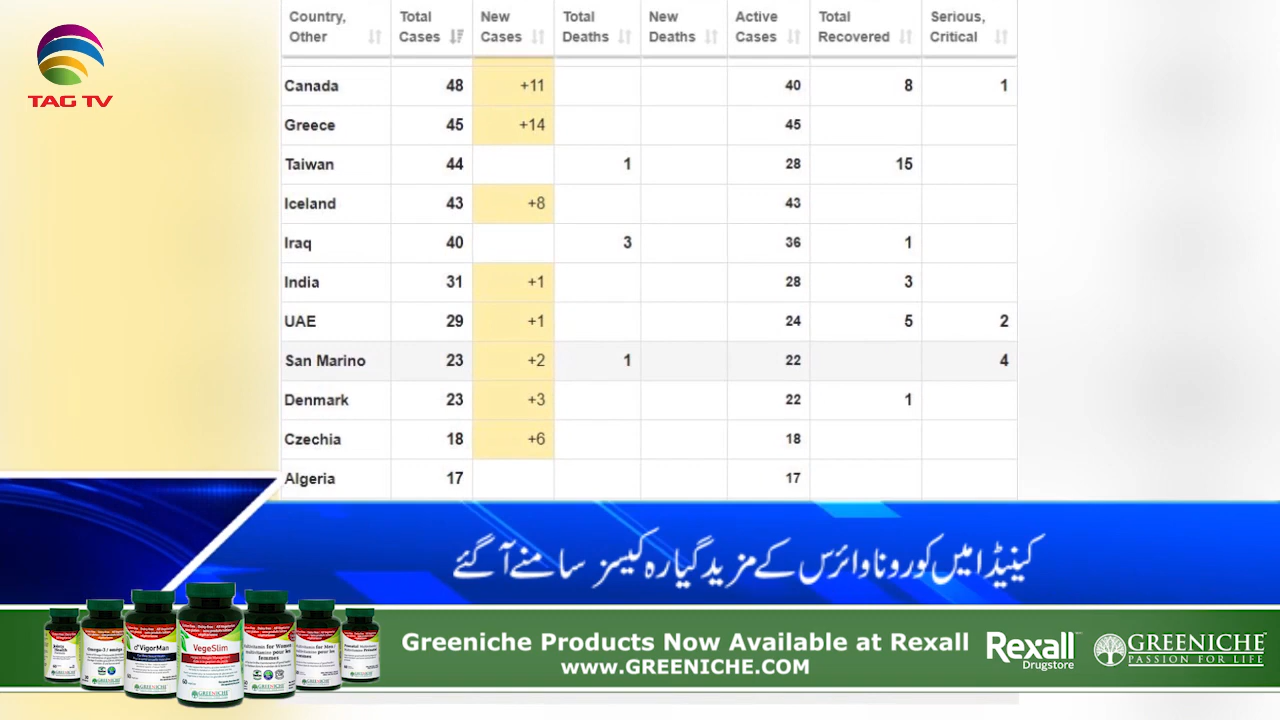 TAG TV
Country, Other Total Cases New Cases Total Deaths New Deaths Active Cases Total Recovered Serious, Critical
Canada 48 +11 40 8 1
Greece 45 +14 45
Taiwan 44 1 28 15
Iceland 43 +8 43
Iraq 40 3 36 1
India 31 +1 28 3
UAE 29 +1 24 5 2
San Marino 23 +2 1 22 4
Denmark 23 +3 22 1
Czechia 18 +6 18
Algeria 17 17
کینیڈا میں کورونا وائرس کے مزید گیارہ کیسز سامنے آ گئے
Greeniche Products Now Available at Rexall
www.GREENICHE.COM
Rexall
Drugstore
GREENICHE
PASSION FOR LIFE
VigorMan
VegeSlim
GREENICHE